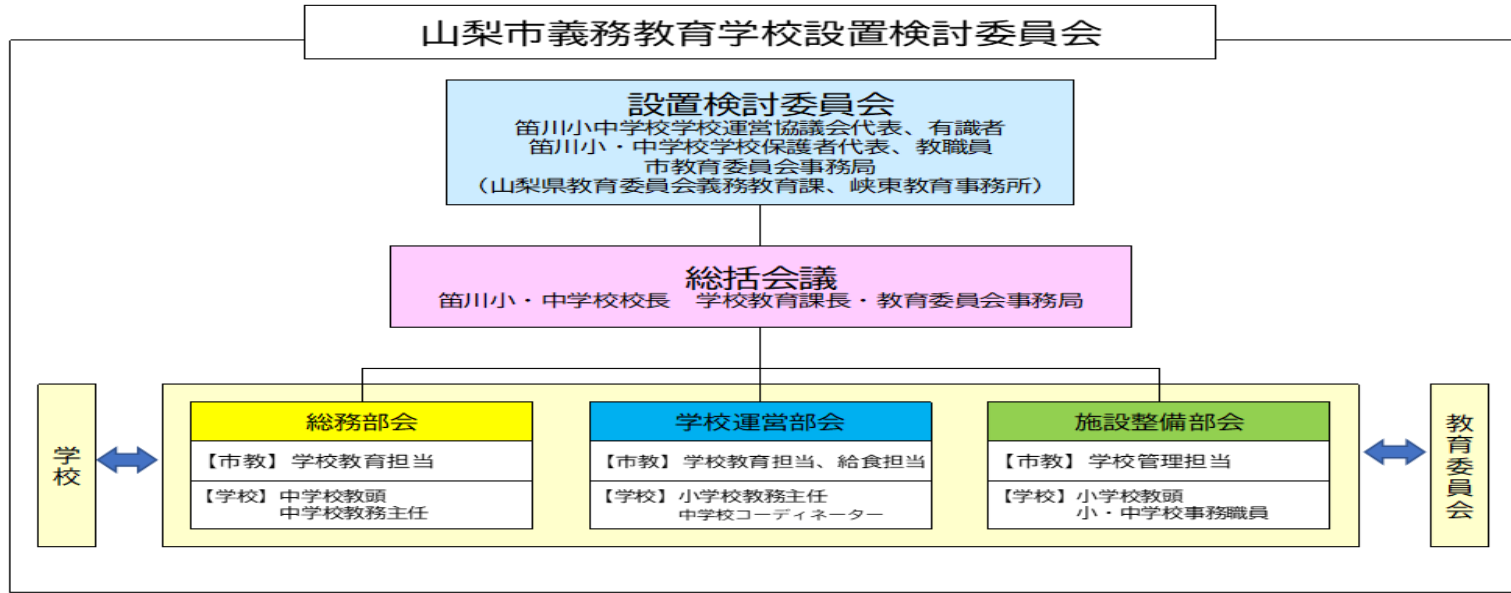 山梨市義務教育学校設置検討委員会
設置検討委員会
笛川小中学校学校運営協議会代表、有識者
笛川小・中学校学校保護者代表、教職員
市教育委員会事務局
（山梨県教育委員会義務教育課、峡東教育事務所）
総括会議
笛川小・中学校校長　学校教育課長・教育委員会事務局
学校
総務部会
【市教】学校教育担当
【学校】中学校教頭
中学校教務主任
学校運営部会
【市教】学校教育担当、給食担当
【学校】小学校教務主任
中学校コーディネーター
施設整備部会
【市教】学校管理担当
【学校】小学校教頭
小・中学校事務職員
教育委員会